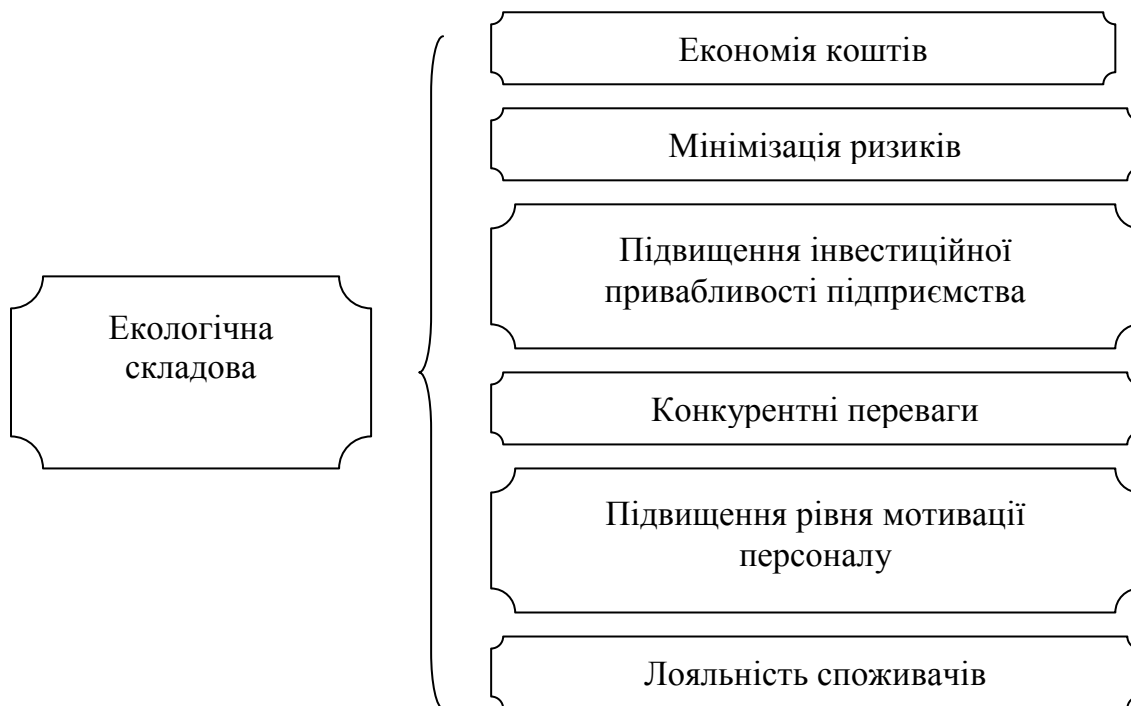 Екологічна
складова
Економія коштів
Мінімізація ризиків
Підвищення інвестиційної
привабливості підприємства
Конкурентні переваги
Підвищення рівня мотивації
персоналу
Лояльність споживачів